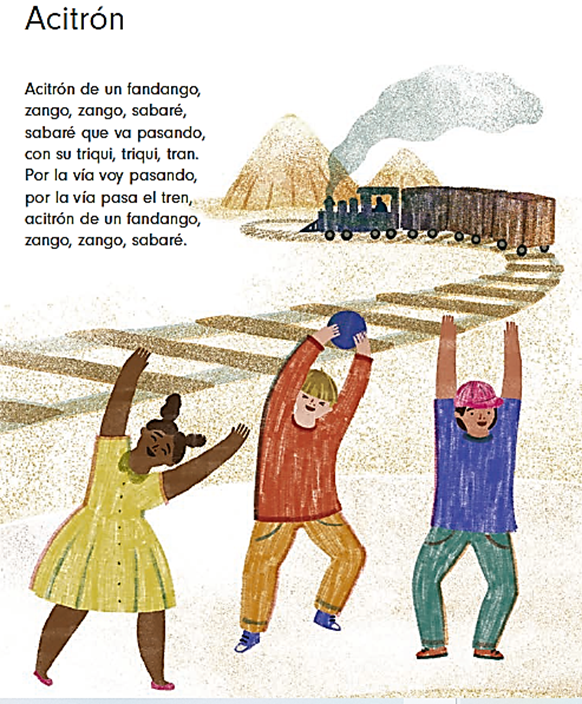 Acitrón
Acitrón de un fandango,
zango, zango, sabaré,
sabaré que va pasando,
con su triqui, triqui, tran.
Por la vía voy pasando,
por la vía pasa el tren,
acitrón de un fandango,
zango, zango, sabaré.